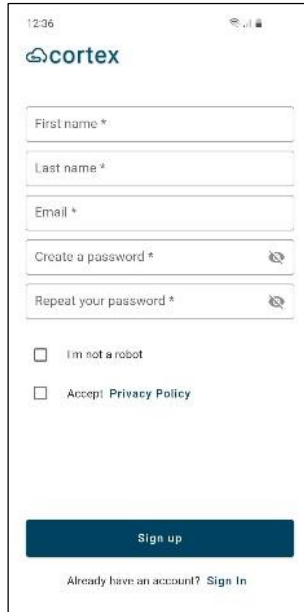 12:36
cortex
First name *
Last name *
Email *
Create a password *
Repeat your password *
I'm not a robot
Accept Privacy Policy
Sign up
Already have an account? Sign In